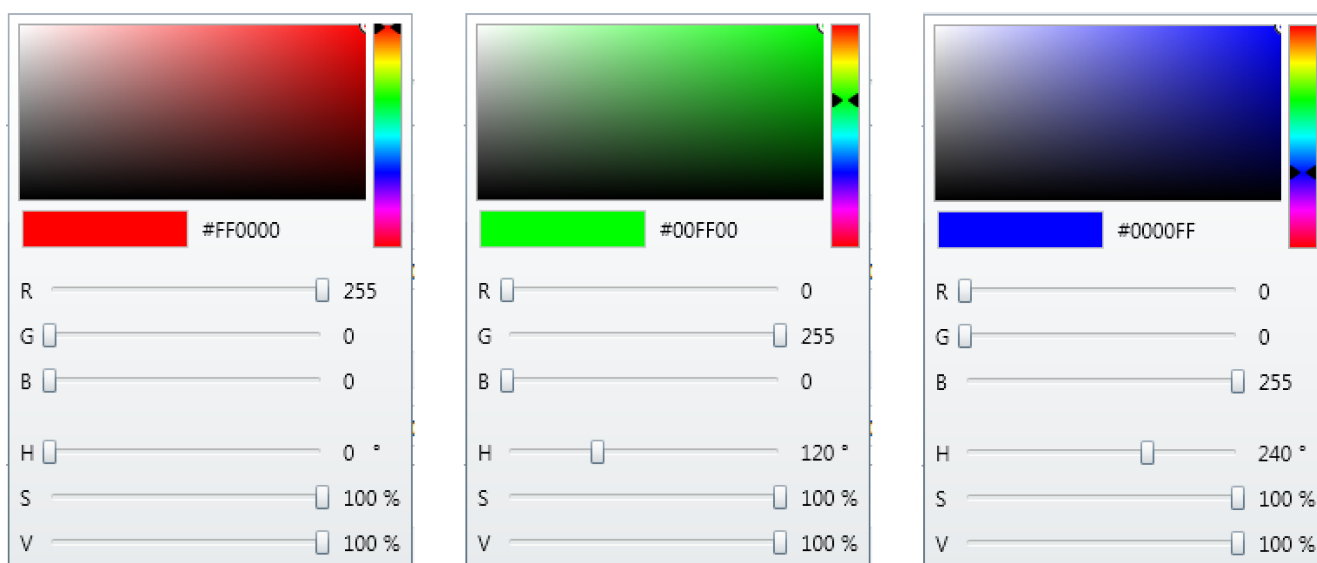 #FF0000
R 255
G 0
B 0
H 0 °
S 100 %
V 100 %
#00FF00
R 0
G 255
B 0
H 120 °
S 100 %
V 100 %
#0000FF
R 0
G 0
B 255
H 240 °
S 100 %
V 100 %